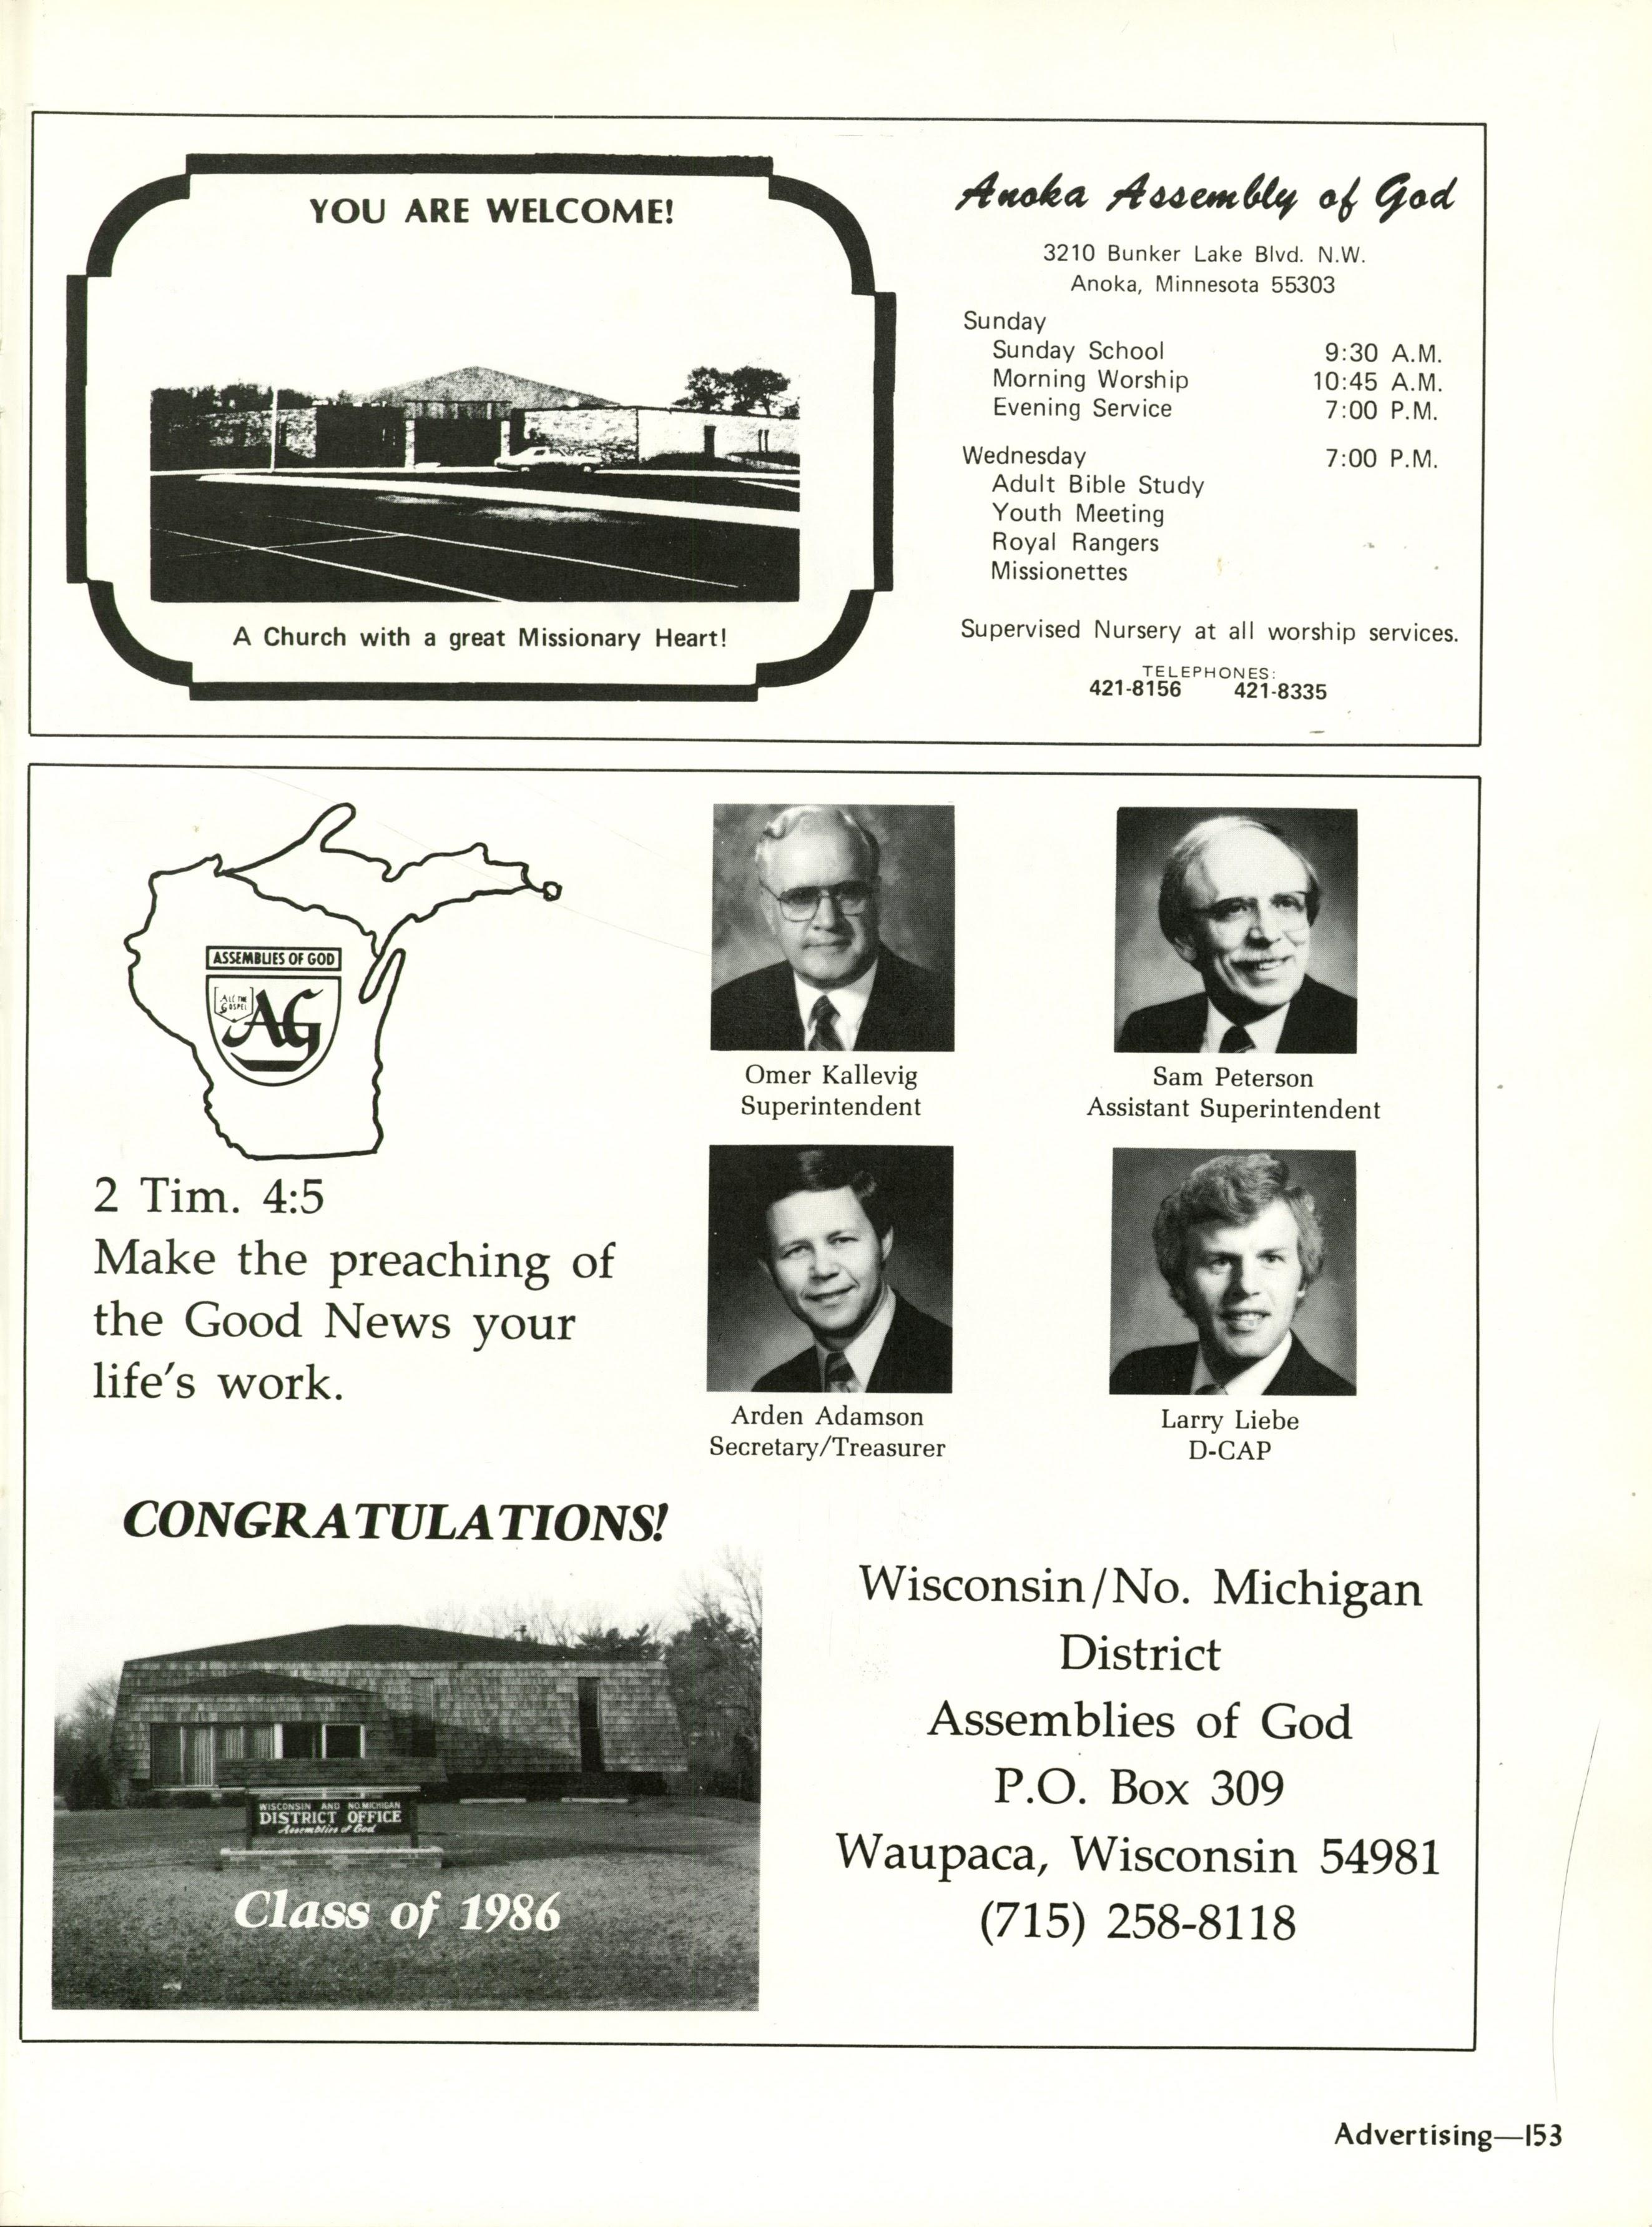 YOU ARE WELCOME!
A Church with a great Missionary Heart!
Anoka Assembly of God
3210 Bunker Lake Blvd. N.W.
Anoka, Minnesota 55303
Sunday
Sunday School 9:30 A.M.
Morning Worship 10:45 A.M.
Evening Service 7:00 P.M.
Wednesday 7:00 P.M.
Adult Bible Study
Youth Meeting
Royal Rangers
Missionettes
Supervised Nursery at all worship services.
TELEPHONES:
421-8156 421-8335
ASSEMBLIES OF GOD
ALL THE
GOSPEL
AG
2 Tim. 4:5
Make the preaching of
the Good News your
life's work.
Omer Kallevig
Superintendent
Sam Peterson
Assistant Superintendent
Arden Adamson
Secretary/Treasurer
Larry Liebe
D-CAP
CONGRATULATIONS!
WISCONSIN AND NO. MICHIGAN
DISTRICT OFFICE
Assemblies of God
Class of 1986
Wisconsin/No. Michigan
District
Assemblies of God
P.O. Box 309
Waupaca, Wisconsin 54981
(715) 258-8118
Advertising—153